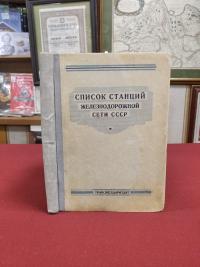 СПИСОК СТАНЦИЙ
ЖЕЛЕЗНОДОРОЖНОЙ
СЕТИ СССР
ТРАНСЖЕЛДОРИЗДАТ